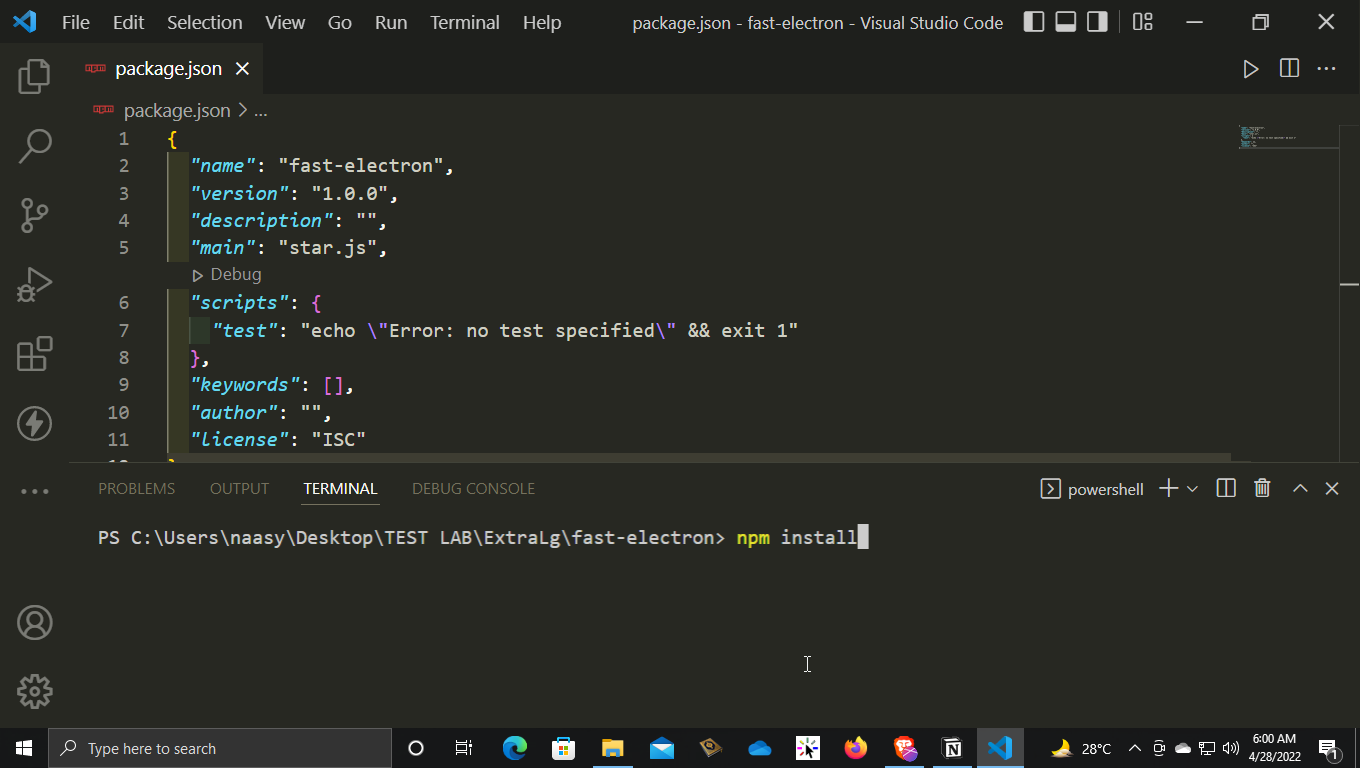 File Edit Selection View Go Run Terminal Help package.json - fast-electron - Visual Studio Code
package.json
package.json > ...
1 {
2 "name": "fast-electron",
3 "version": "1.0.0",
4 "description": "",
5 "main": "star.js",
Debug
6 "scripts": {
7 "test": "echo \"Error: no test specified\" && exit 1"
8 },
9 "keywords": [],
10 "author": "",
11 "license": "ISC"
PROBLEMS OUTPUT TERMINAL DEBUG CONSOLE powershell
PS C:\Users\naasy\Desktop\TEST LAB\ExtraLg\fast-electron> npm install
Type here to search
28°C
6:00 AM
4/28/2022
1